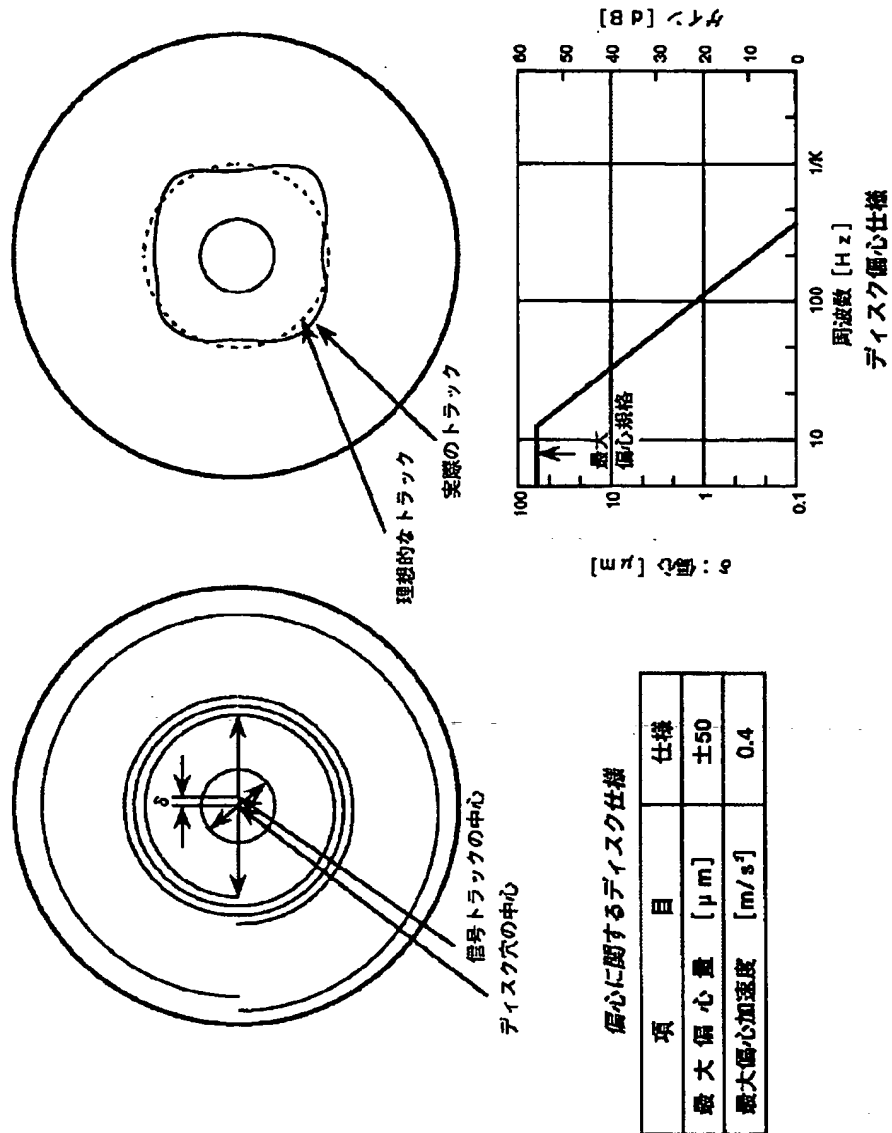 δ
信号トラックの中心
ディスク穴の中心
理想的なトラック
実際のトラック
偏心に関するディスク仕様
項 目 仕様
最大偏心量 [μm] ±50
最大偏心加速度 [m/s²] 0.4
δ:偏心 [μm]
100
10
1
0.1
最大
偏心規格
ゲイン [dB]
60
50
40
30
20
10
0
10
100
1/K
周波数 [Hz]
ディスク偏心仕様